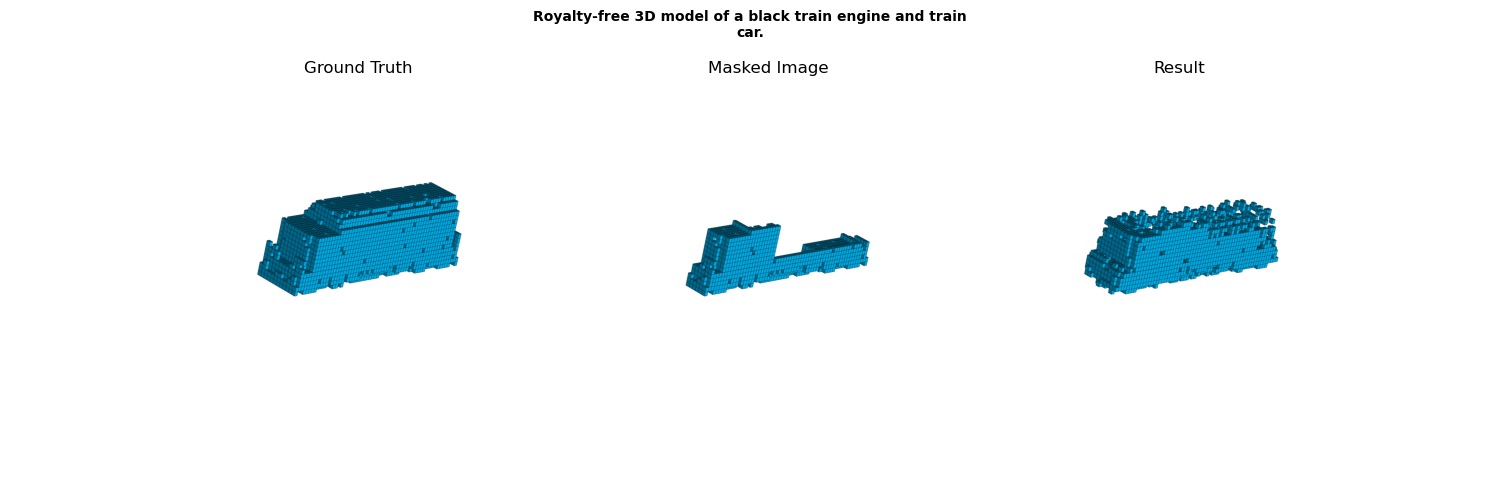 Royalty-free 3D model of a black train engine and train
car.
Ground Truth
Masked Image
Result